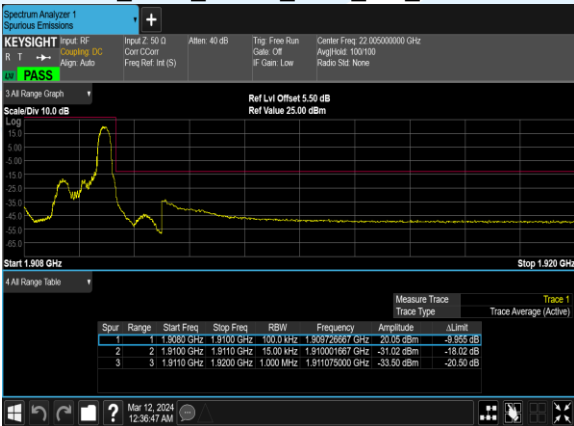 Spectrum Analyzer 1
Spurious Emissions
+
KEYSIGHT Input: RF Input Z: 50 Ω Atten: 40 dB Trig: Free Run Center Freq: 22.005000000 GHz
R T Coupling: DC Corr CCorr Gate: Off Avg|Hold: 100/100
Align: Auto Freq Ref: Int (S) IF Gain: Low Radio Std: None
LXI PASS
3 All Range Graph
Ref Lvl Offset 5.50 dB
Scale/Div 10.0 dB Ref Value 25.00 dBm
Log
15.0
5.00
-5.00
-15.0
-25.0
-35.0
-45.0
-55.0
-65.0
Start 1.908 GHz Stop 1.920 GHz
4 All Range Table
Measure Trace Trace 1
Trace Type Trace Average (Active)
Spur Range Start Freq Stop Freq RBW Frequency Amplitude ΔLimit
1 1 1.9080 GHz 1.9100 GHz 100.0 kHz 1.909726667 GHz 20.05 dBm -9.955 dB
2 2 1.9100 GHz 1.9110 GHz 15.00 kHz 1.910001667 GHz -31.02 dBm -18.02 dB
3 3 1.9110 GHz 1.9200 GHz 1.000 MHz 1.911075000 GHz -33.50 dBm -20.50 dB
? Mar 12, 2024
12:36:47 AM